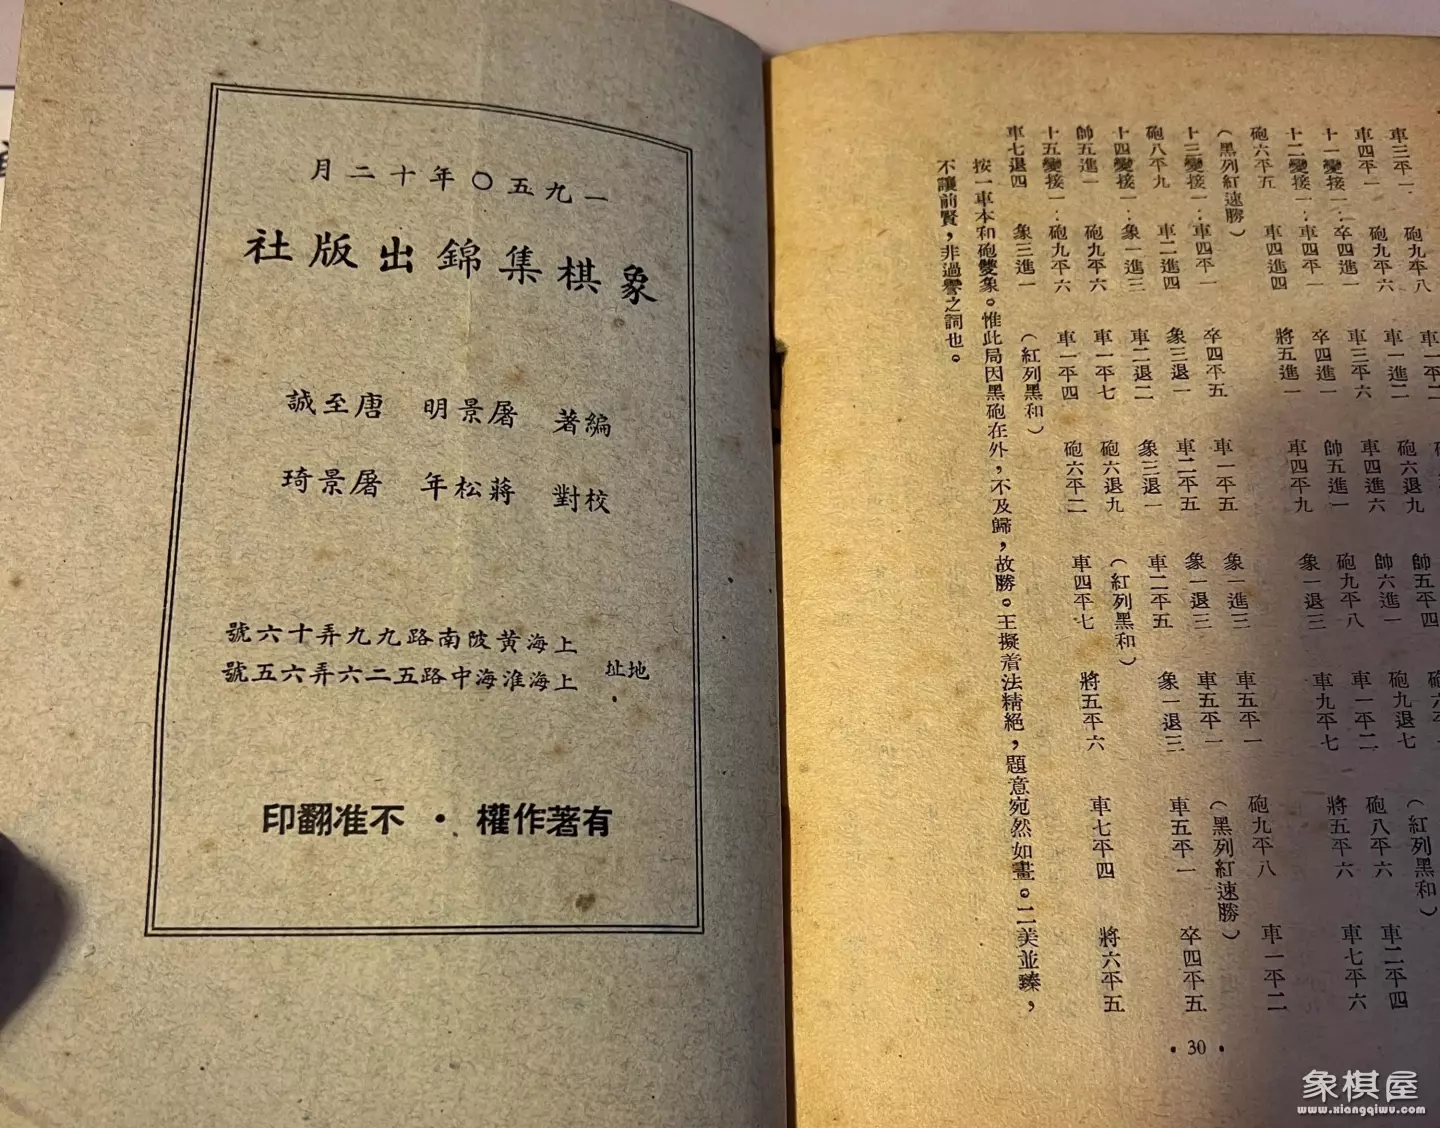 一九五〇年十二月
象棋集錦出版社
編著 屠景明 唐至誠
校對 蔣松年 屠景琦
地址
上海黄陂南路九九弄十六號
上海淮海中路五二六弄六五號
有著作權・不准翻印
車三平一 砲九平八 車一平二
車四平一 砲九平六 車一進二 砲六退九 帥五平四
十一變接一： 卒四進一 車三平六 車四進六 帥六進一 砲九退七 （紅列黑和）
十二變接一： 車四平一 卒四進一 帥五進一 砲九平八 車一平二 砲八平六 車二平四
砲六平五 車四進四 將五進一 車四平九 象一退三 車九平七 將五平六 車七平六
（黑列紅速勝）
十三變接一： 車四平一 卒四平五 車一平五 象一進三 車五平一 砲九平八 車一平二
砲八平九 車二進四 象三退一 車二平五 象一退三 車五平一 （黑列紅速勝）
十四變接一： 象一進三 車二退二 象三退一 車二平五 象一退三 車五平一 卒四平五
帥五進一 砲九平六 車一平七 砲六退九 （紅列黑和）
十五變接一： 砲九平六 車一平四 砲六平二 車四平七 將五平六 車七平四 將六平五
車七退四 象三進一 （紅列黑和）
按一車本和砲雙象。惟此局因黑砲在外，不及歸，故勝。王擬着法精絕，題意宛然如畫。二美並臻，
不讓前賢，非過譽之詞也。
• 30 •
象棋屋
www.xiangqiwu.com